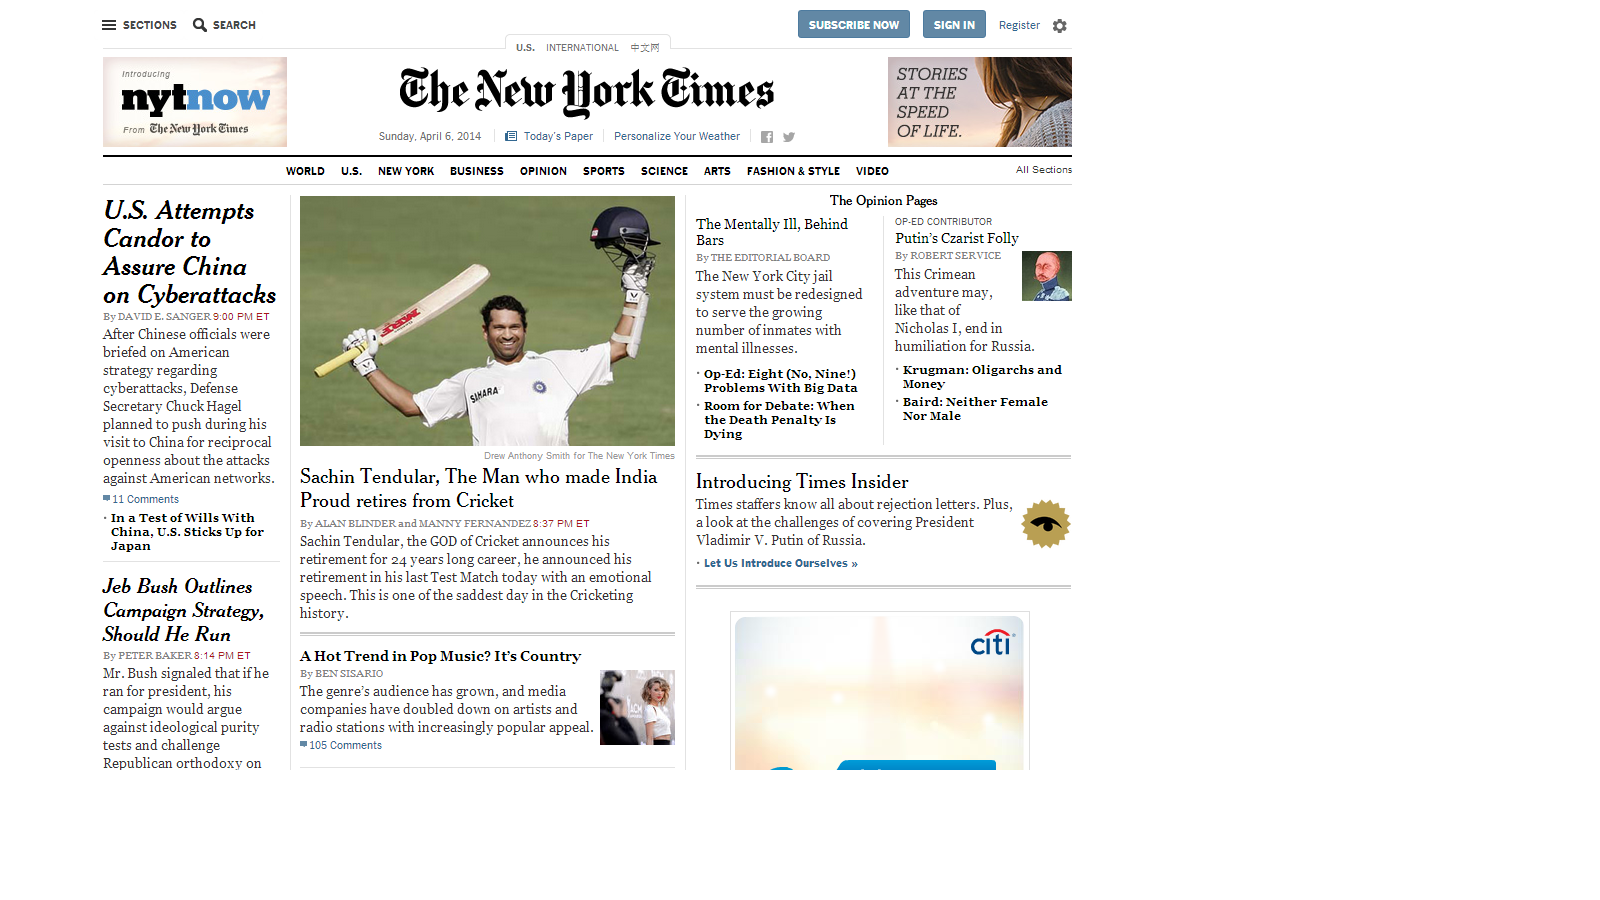 SECTIONS
SEARCH
SUBSCRIBE NOW
SIGN IN
Register
U.S.
INTERNATIONAL
中文网
Introducing
nytnow
From The New York Times
The New York Times
STORIES
AT THE
SPEED
OF LIFE.
Sunday, April 6, 2014
Today's Paper
Personalize Your Weather
WORLD
U.S.
NEW YORK
BUSINESS
OPINION
SPORTS
SCIENCE
ARTS
FASHION & STYLE
VIDEO
All Sections
U.S. Attempts
Candor to
Assure China
on Cyberattacks
By DAVID E. SANGER 9:00 PM ET
After Chinese officials were
briefed on American
strategy regarding
cyberattacks, Defense
Secretary Chuck Hagel
planned to push during his
visit to China for reciprocal
openness about the attacks
against American networks.
11 Comments
· In a Test of Wills With
China, U.S. Sticks Up for
Japan
Jeb Bush Outlines
Campaign Strategy,
Should He Run
By PETER BAKER 8:14 PM ET
Mr. Bush signaled that if he
ran for president, his
campaign would argue
against ideological purity
tests and challenge
Republican orthodoxy on
MRF
SAHARA
Drew Anthony Smith for The New York Times
Sachin Tendular, The Man who made India
Proud retires from Cricket
By ALAN BLINDER and MANNY FERNANDEZ 8:37 PM ET
Sachin Tendular, the GOD of Cricket announces his
retirement for 24 years long career, he announced his
retirement in his last Test Match today with an emotional
speech. This is one of the saddest day in the Cricketing
history.
A Hot Trend in Pop Music? It's Country
By BEN SISARIO
The genre's audience has grown, and media
companies have doubled down on artists and
radio stations with increasingly popular appeal.
105 Comments
ACM
The Opinion Pages
The Mentally Ill, Behind
Bars
By THE EDITORIAL BOARD
The New York City jail
system must be redesigned
to serve the growing
number of inmates with
mental illnesses.
· Op-Ed: Eight (No, Nine!)
Problems With Big Data
· Room for Debate: When
the Death Penalty Is
Dying
OP-ED CONTRIBUTOR
Putin's Czarist Folly
By ROBERT SERVICE
This Crimean
adventure may,
like that of
Nicholas I, end in
humiliation for Russia.
· Krugman: Oligarchs and
Money
· Baird: Neither Female
Nor Male
Introducing Times Insider
Times staffers know all about rejection letters. Plus,
a look at the challenges of covering President
Vladimir V. Putin of Russia.
· Let Us Introduce Ourselves »
citi